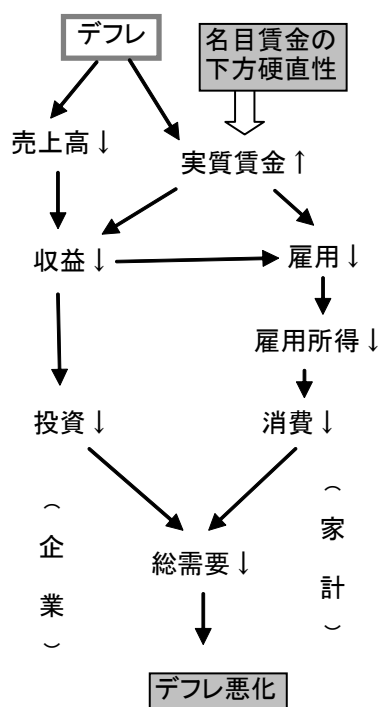 デフレ
名目賃金の
下方硬直性
売上高↓
実質賃金↑
収益↓
雇用↓
雇用所得↓
投資↓
消費↓
（企業）
（家計）
総需要↓
デフレ悪化